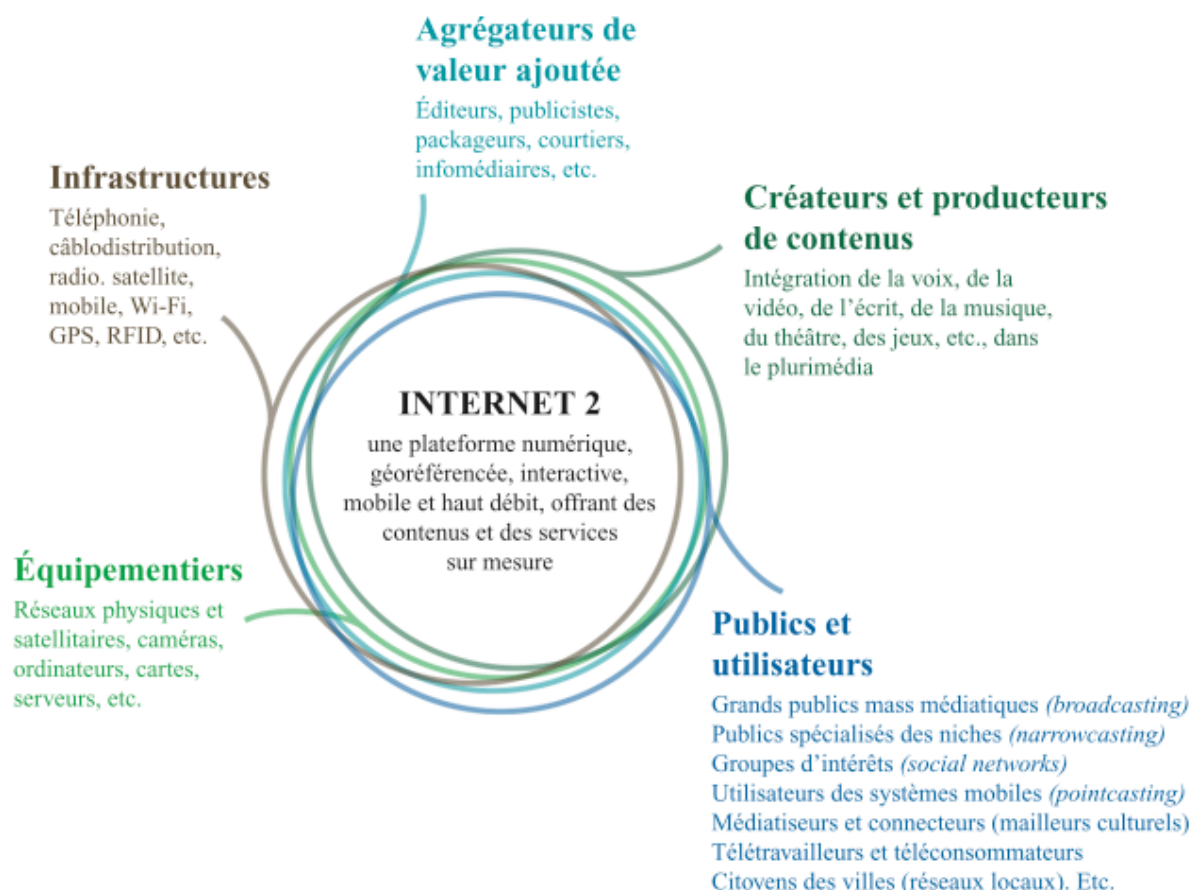 Agrégateurs de
valeur ajoutée
Éditeurs, publicistes,
packageurs, courtiers,
infomédiaires, etc.
Infrastructures
Téléphonie,
câblodistribution,
radio. satellite,
mobile, Wi-Fi,
GPS, RFID, etc.
Créateurs et producteurs
de contenus
Intégration de la voix, de la
vidéo, de l'écrit, de la musique,
du théâtre, des jeux, etc., dans
le plurimédia
INTERNET 2
une plateforme numérique,
géoréférencée, interactive,
mobile et haut débit, offrant des
contenus et des services
sur mesure
Équipementiers
Réseaux physiques et
satellitaires, caméras,
ordinateurs, cartes,
serveurs, etc.
Publics et
utilisateurs
Grands publics mass médiatiques (broadcasting)
Publics spécialisés des niches (narrowcasting)
Groupes d'intérêts (social networks)
Utilisateurs des systèmes mobiles (pointcasting)
Médiatiseurs et connecteurs (mailleurs culturels)
Télétravailleurs et téléconsommateurs
Citoyens des villes (réseaux locaux). Etc.